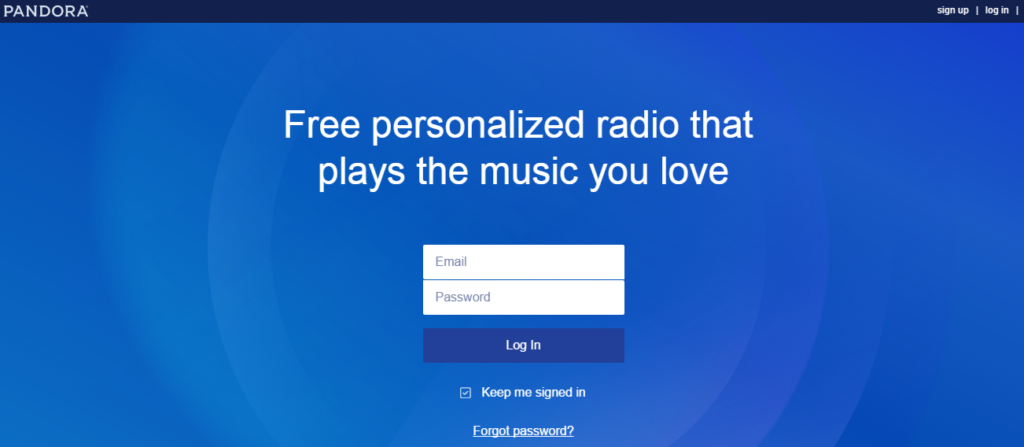 PANDORA
sign up | log in |
Free personalized radio that
plays the music you love
Email
Password
Log In
Keep me signed in
Forgot password?